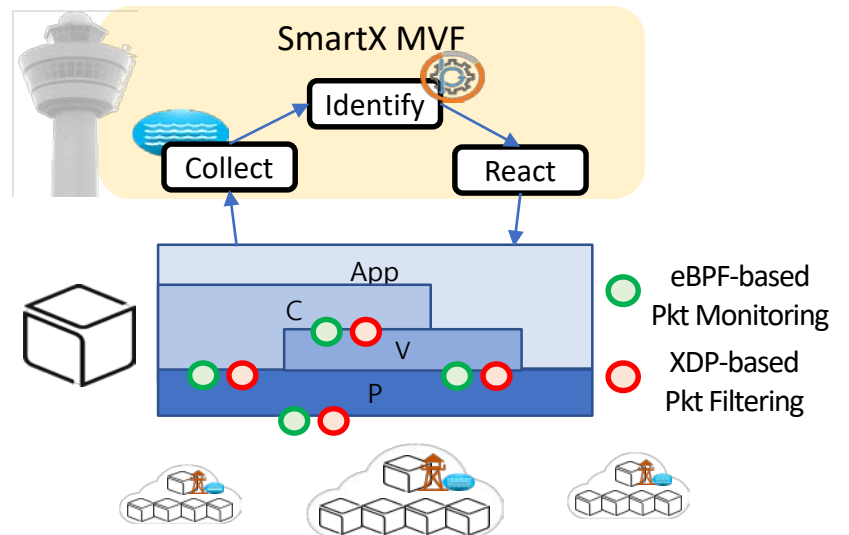 SmartX MVF
Identify
Collect
React
App
C
V
P
eBPF-based
Pkt Monitoring
XDP-based
Pkt Filtering